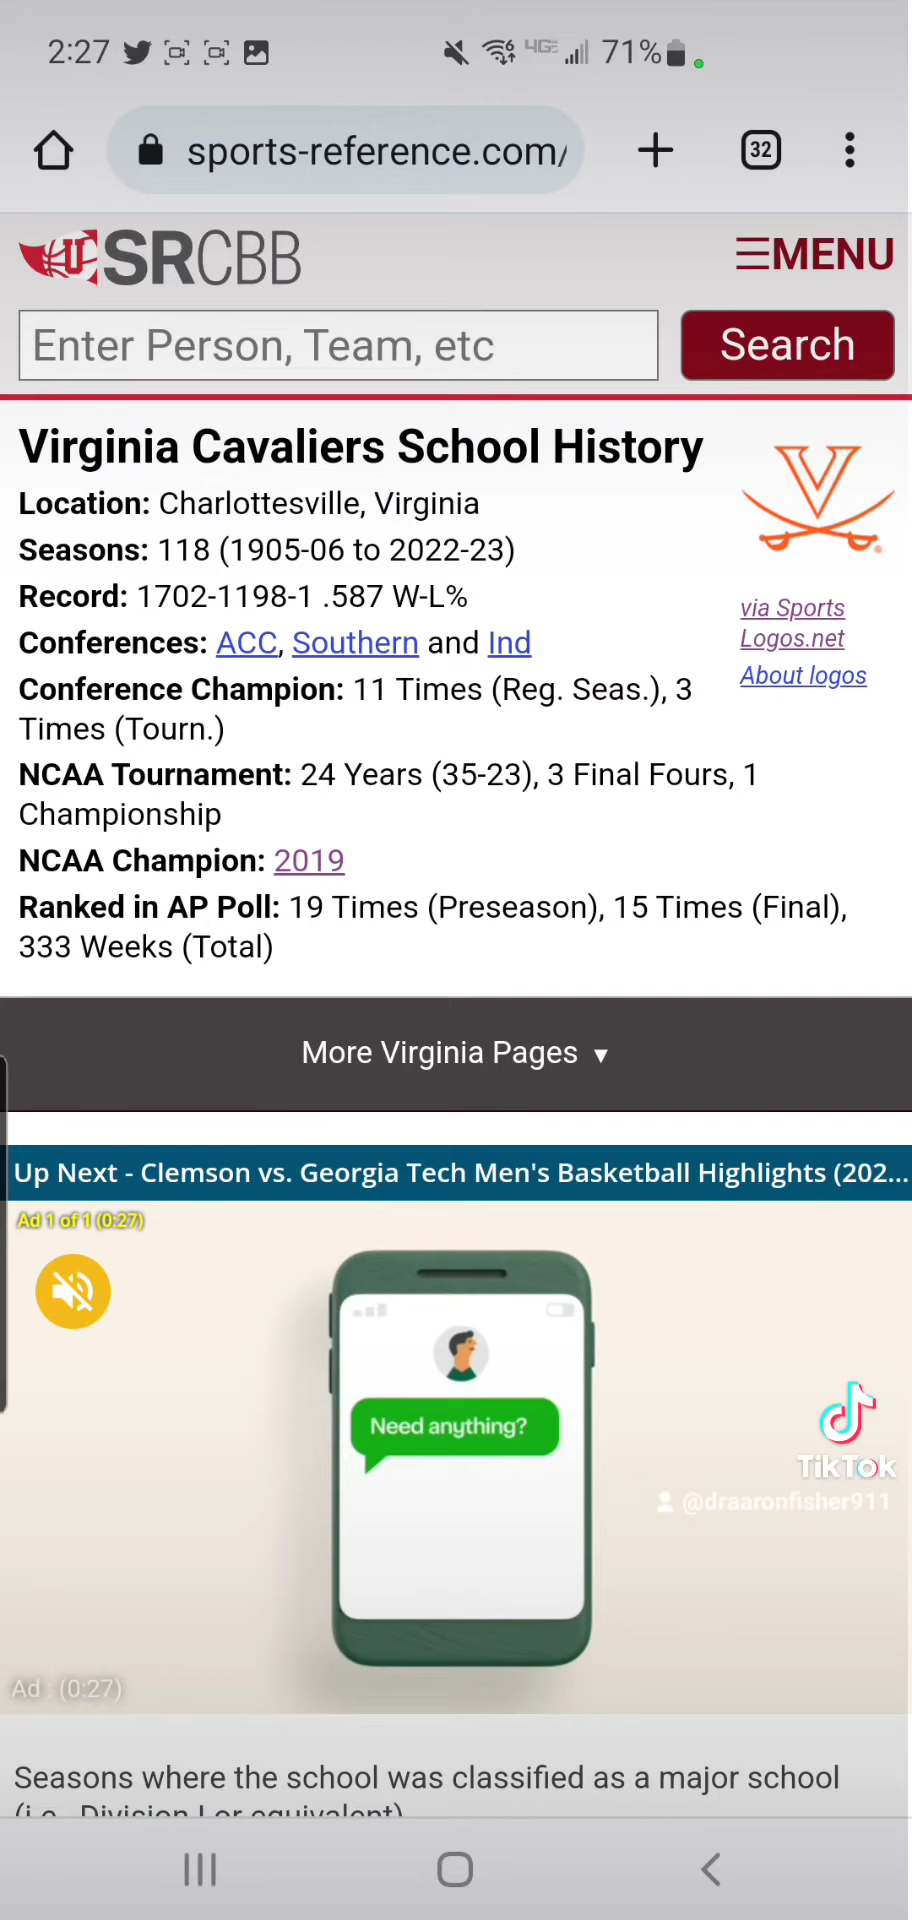 2:27 4GE 71%
sports-reference.com/ 32
U SRCBB ☰MENU
Enter Person, Team, etc Search
Virginia Cavaliers School History
Location: Charlottesville, Virginia
Seasons: 118 (1905-06 to 2022-23)
Record: 1702-1198-1 .587 W-L%
Conferences: ACC, Southern and Ind
Conference Champion: 11 Times (Reg. Seas.), 3
Times (Tourn.)
NCAA Tournament: 24 Years (35-23), 3 Final Fours, 1
Championship
NCAA Champion: 2019
Ranked in AP Poll: 19 Times (Preseason), 15 Times (Final),
333 Weeks (Total)
V
via Sports
Logos.net
About logos
More Virginia Pages ▼
Up Next - Clemson vs. Georgia Tech Men's Basketball Highlights (202...
Ad 1 of 1 (0:27)
Need anything?
TikTok
@draaronfisher911
Ad : (0:27)
Seasons where the school was classified as a major school
(i.e., Division I or equivalent)